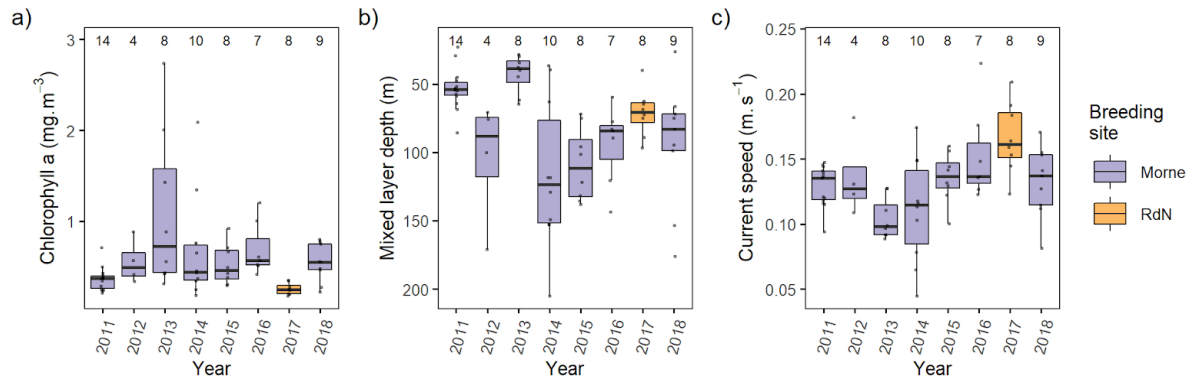 a)
14 4 8 10 8 7 8 9
3
2
1
Chlorophyll a (mg.m⁻³)
2011 2012 2013 2014 2015 2016 2017 2018
Year
b)
14 4 8 10 8 7 8 9
50
100
150
200
Mixed layer depth (m)
2011 2012 2013 2014 2015 2016 2017 2018
Year
c)
14 4 8 10 8 7 8 9
0.25
0.20
0.15
0.10
0.05
Current speed (m.s⁻¹)
2011 2012 2013 2014 2015 2016 2017 2018
Year
Breeding
site
Morne
RdN